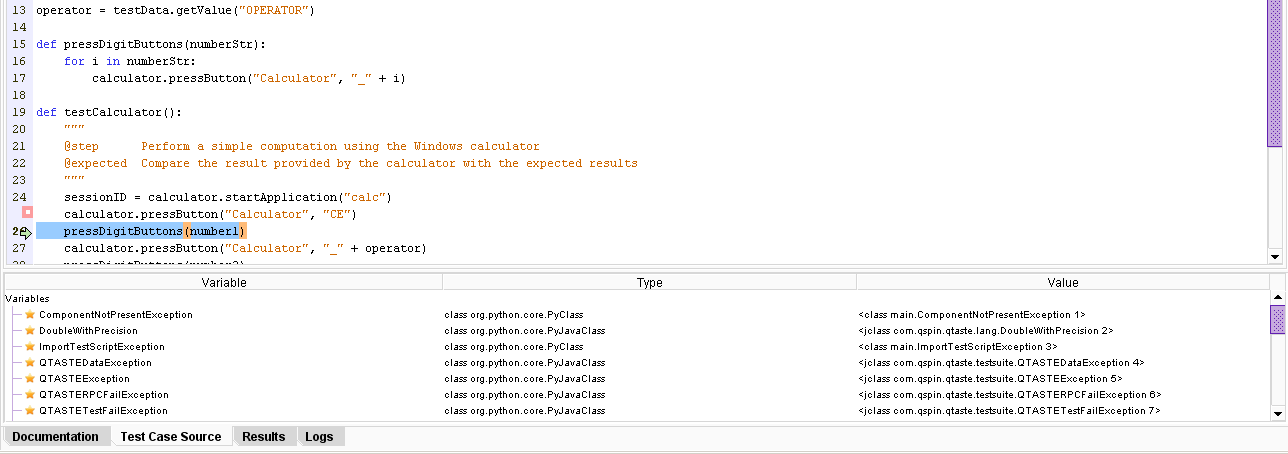 13 operator = testData.getValue("OPERATOR")
14
15 def pressDigitButtons(numberStr):
16     for i in numberStr:
17         calculator.pressButton("Calculator", "_" + i)
18
19 def testCalculator():
20     """
21     @step      Perform a simple computation using the Windows calculator
22     @expected  Compare the result provided by the calculator with the expected results
23     """
24     sessionID = calculator.startApplication("calc")
    calculator.pressButton("Calculator", "CE")
26     pressDigitButtons(number1)
27     calculator.pressButton("Calculator", "_" + operator)
28     pressDigitButtons(number2)
Variable Type Value
Variables
ComponentNotPresentException class org.python.core.PyClass <class main.ComponentNotPresentException 1>
DoubleWithPrecision class org.python.core.PyJavaClass <jclass com.qspin.qtaste.lang.DoubleWithPrecision 2>
ImportTestScriptException class org.python.core.PyClass <class main.ImportTestScriptException 3>
QTASTEDataException class org.python.core.PyJavaClass <jclass com.qspin.qtaste.testsuite.QTASTEDataException 4>
QTASTEException class org.python.core.PyJavaClass <jclass com.qspin.qtaste.testsuite.QTASTEException 5>
QTASTERPCFailException class org.python.core.PyJavaClass <jclass com.qspin.qtaste.testsuite.QTASTERPCFailException 6>
QTASTETestFailException class org.python.core.PyJavaClass <jclass com.qspin.qtaste.testsuite.QTASTETestFailException 7>
Documentation Test Case Source Results Logs